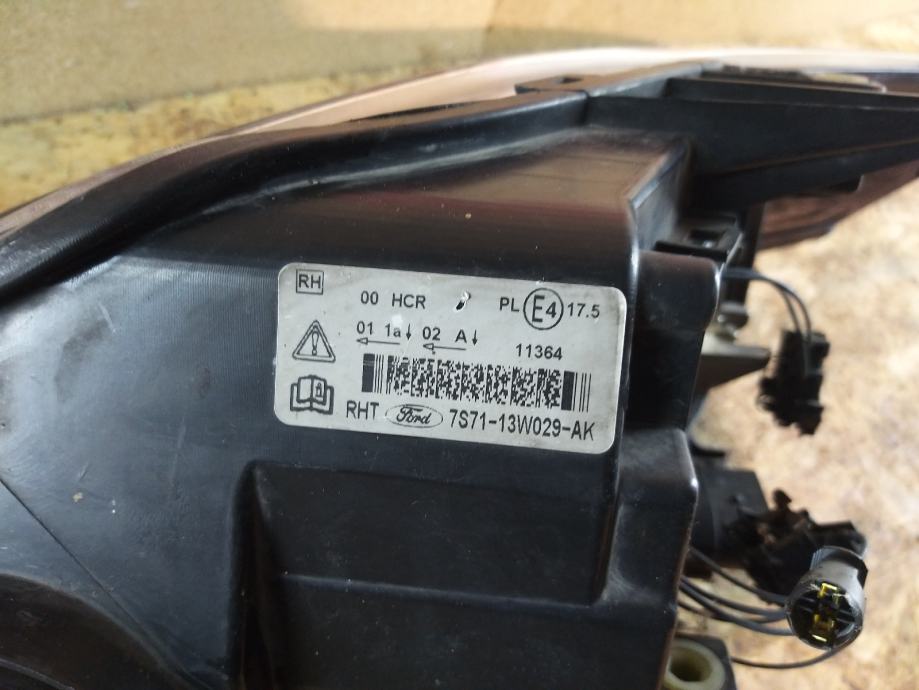 RH
00 HCR PL E4 17.5
01 1a↓ 02 A↓
11364
RHT Ford 7S71-13W029-AK